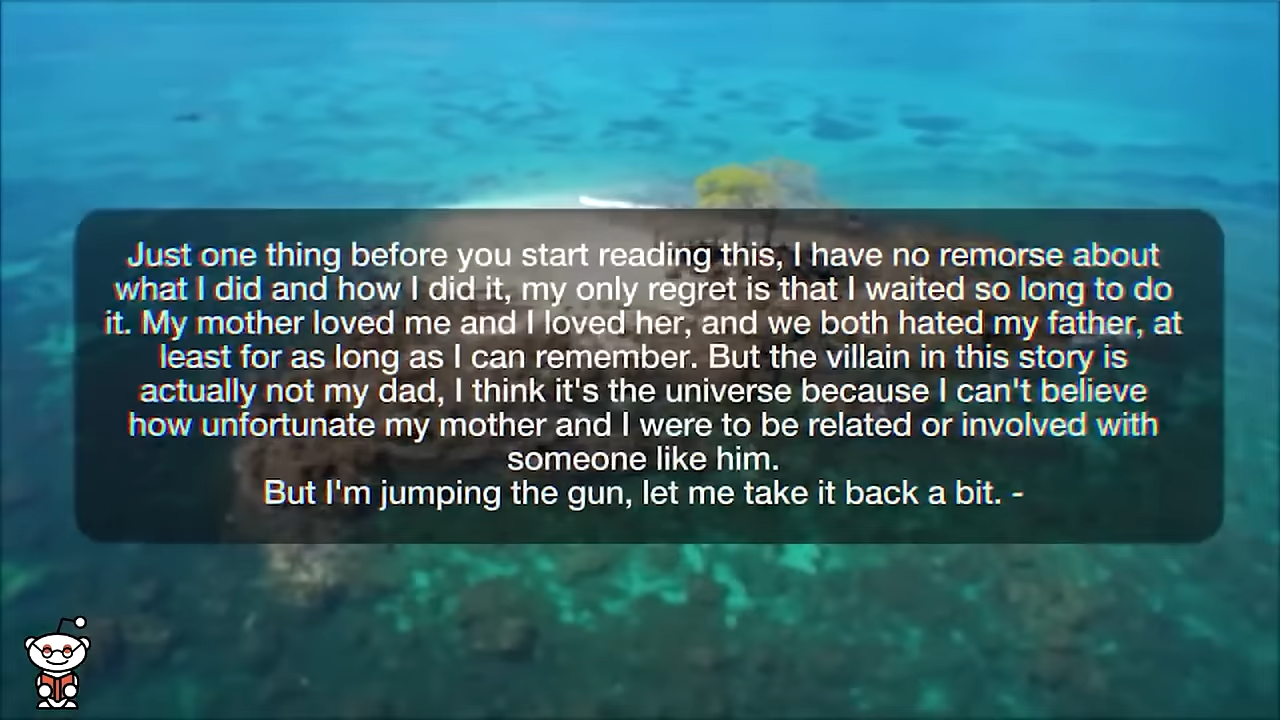 Just one thing before you start reading this, I have no remorse about
what I did and how I did it, my only regret is that I waited so long to do
it. My mother loved me and I loved her, and we both hated my father, at
least for as long as I can remember. But the villain in this story is
actually not my dad, I think it's the universe because I can't believe
how unfortunate my mother and I were to be related or involved with
someone like him.
But I'm jumping the gun, let me take it back a bit. -